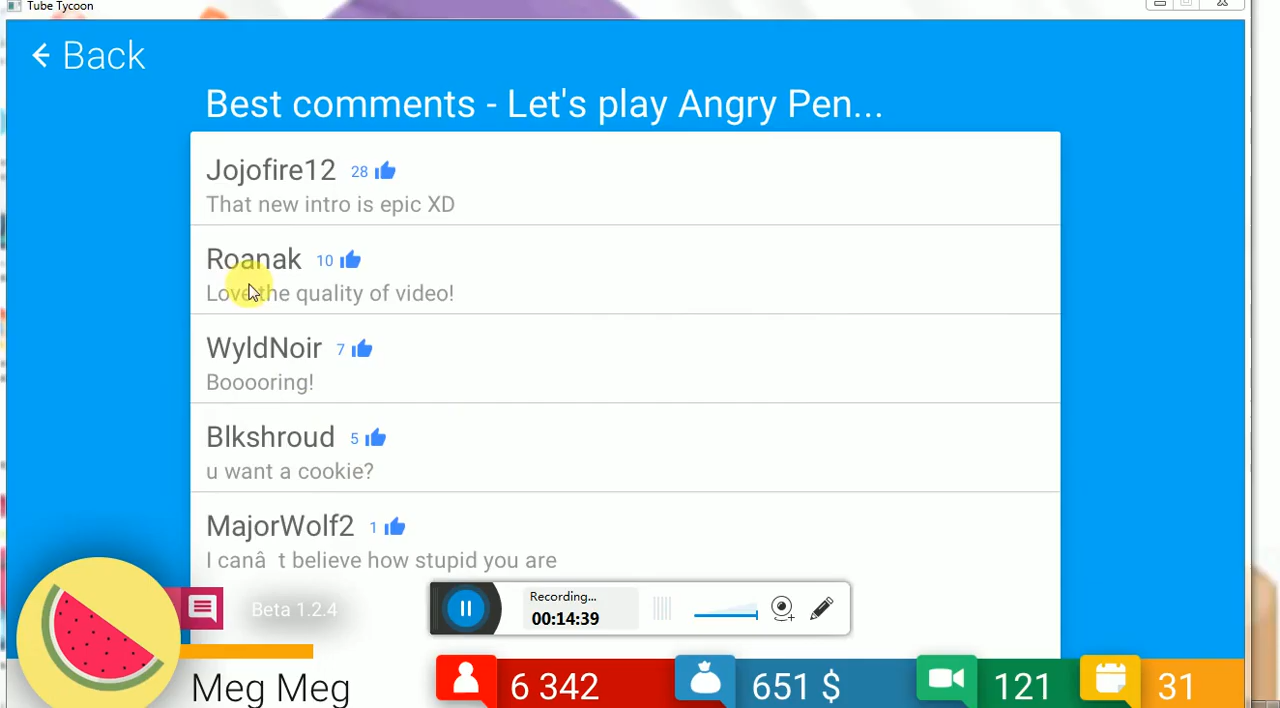 Tube Tycoon
Back
Best comments - Let's play Angry Pen...
Jojofire12 28
That new intro is epic XD
Roanak 10
Love the quality of video!
WyldNoir 7
Booooring!
Blkshroud 5
u want a cookie?
MajorWolf2 1
I canâ t believe how stupid you are
Recording...
00:14:39
Beta 1.2.4
Meg Meg
6 342
651 $
121
31